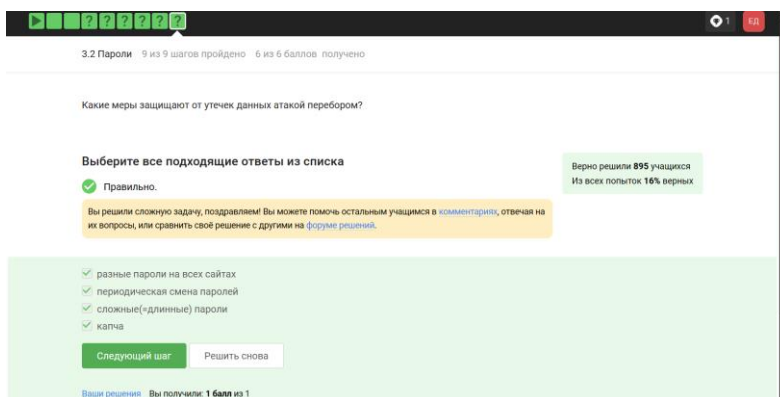 ? ? ? ? ? ? ?
1 ЕД
3.2 Пароли 9 из 9 шагов пройдено 6 из 6 баллов получено
Какие меры защищают от утечек данных атакой перебором?
Выберите все подходящие ответы из списка
Верно решили 895 учащихся
Из всех попыток 16% верных
Правильно.
Вы решили сложную задачу, поздравляем! Вы можете помочь остальным учащимся в комментариях, отвечая на
их вопросы, или сравнить своё решение с другими на форуме решений.
разные пароли на всех сайтах
периодическая смена паролей
сложные(=длинные) пароли
капча
Следующий шаг Решить снова
Ваши решения Вы получили: 1 балл из 1